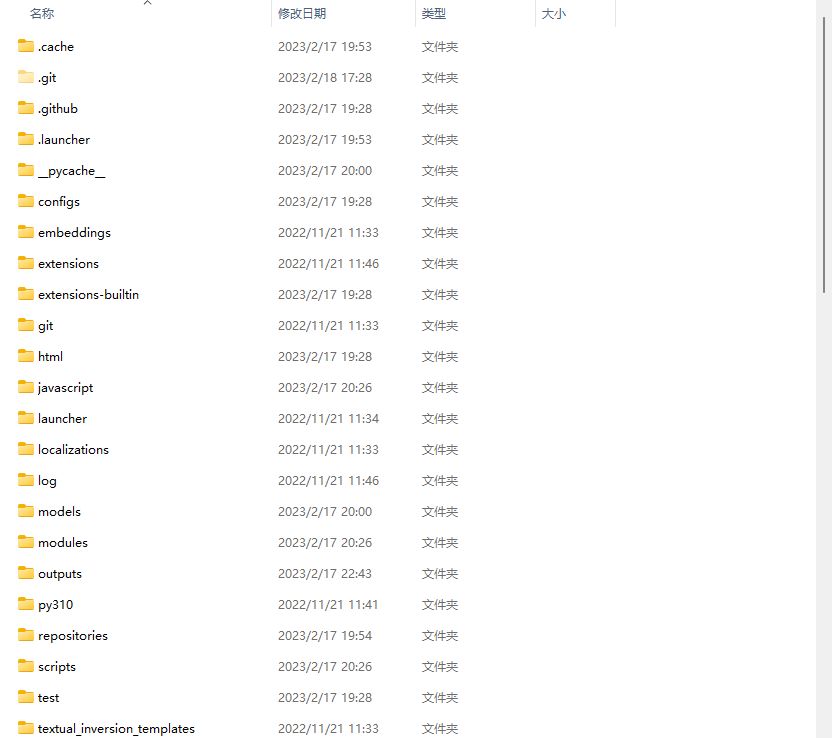 名称 修改日期 类型 大小
.cache 2023/2/17 19:53 文件夹
.git 2023/2/18 17:28 文件夹
.github 2023/2/17 19:28 文件夹
.launcher 2023/2/17 19:53 文件夹
__pycache__ 2023/2/17 20:00 文件夹
configs 2023/2/17 19:28 文件夹
embeddings 2022/11/21 11:33 文件夹
extensions 2022/11/21 11:46 文件夹
extensions-builtin 2023/2/17 19:28 文件夹
git 2022/11/21 11:33 文件夹
html 2023/2/17 19:28 文件夹
javascript 2023/2/17 20:26 文件夹
launcher 2022/11/21 11:34 文件夹
localizations 2022/11/21 11:33 文件夹
log 2022/11/21 11:46 文件夹
models 2023/2/17 20:00 文件夹
modules 2023/2/17 20:26 文件夹
outputs 2023/2/17 22:43 文件夹
py310 2022/11/21 11:41 文件夹
repositories 2023/2/17 19:54 文件夹
scripts 2023/2/17 20:26 文件夹
test 2023/2/17 19:28 文件夹
textual_inversion_templates 2022/11/21 11:33 文件夹